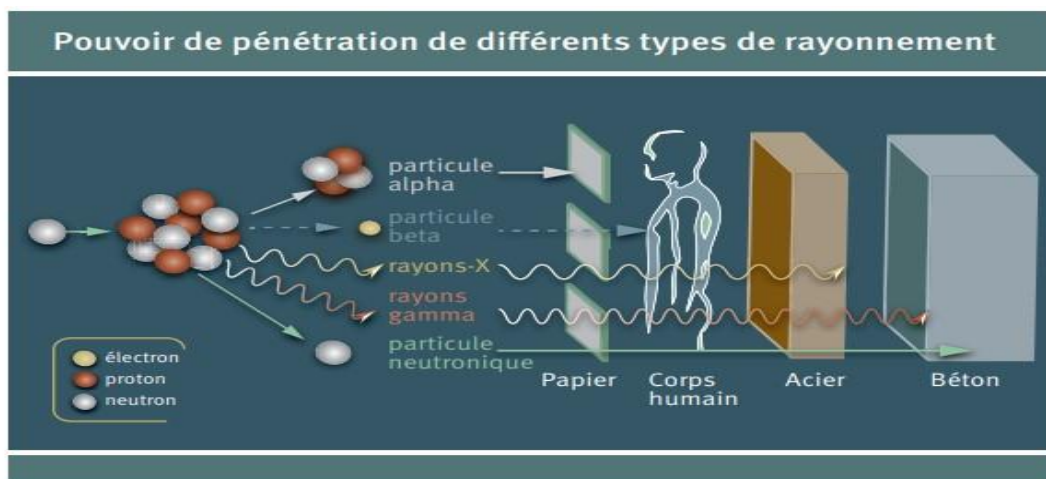 Pouvoir de pénétration de différents types de rayonnement
particule
alpha
particule
beta
rayons-X
rayons
gamma
particule
neutronique
électron
proton
neutron
Papier
Corps
humain
Acier
Béton